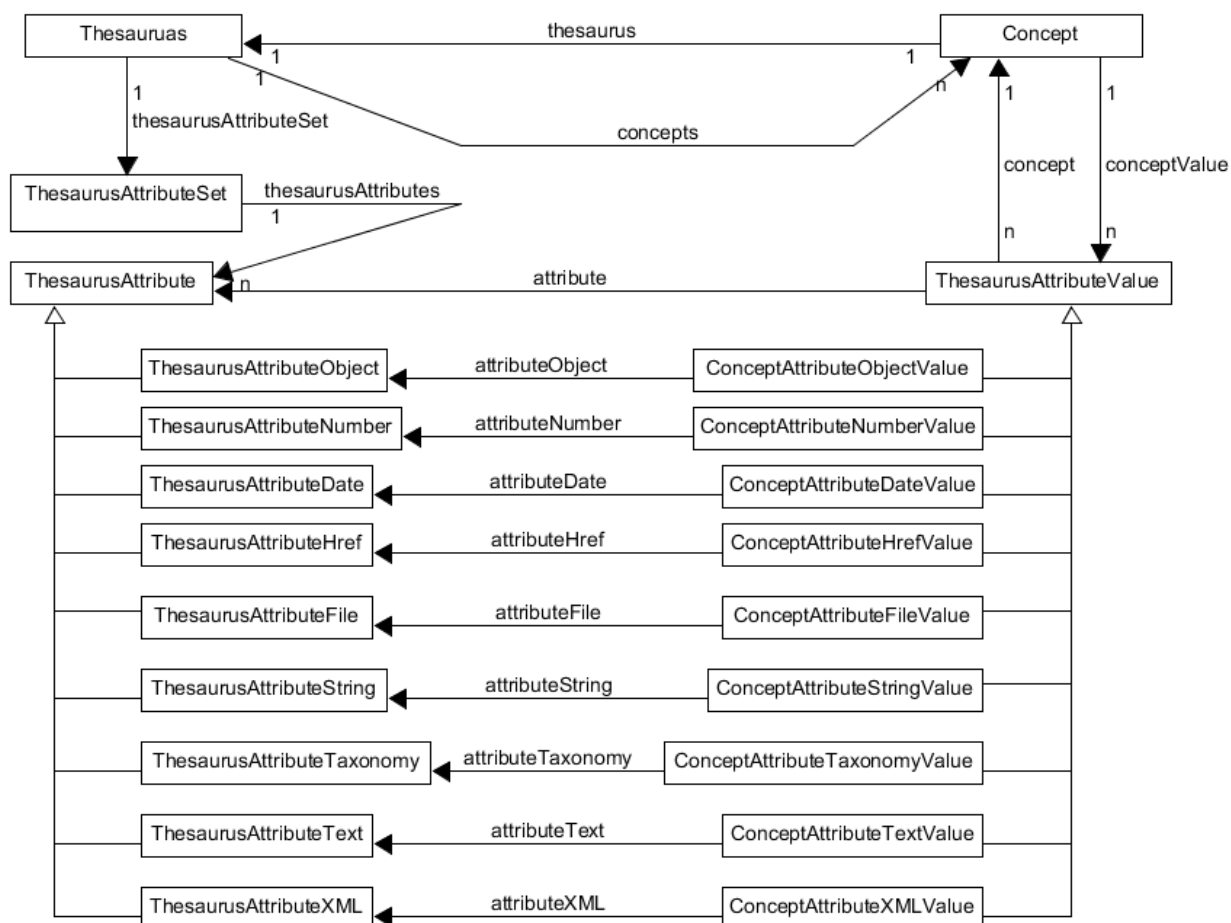 Thesauruas
thesaurus
Concept
1
1
1
n
1
1
1
thesaurusAttributeSet
concepts
concept
conceptValue
ThesaurusAttributeSet
thesaurusAttributes
1
n
n
ThesaurusAttribute
n
attribute
ThesaurusAttributeValue
ThesaurusAttributeObject
attributeObject
ConceptAttributeObjectValue
ThesaurusAttributeNumber
attributeNumber
ConceptAttributeNumberValue
ThesaurusAttributeDate
attributeDate
ConceptAttributeDateValue
ThesaurusAttributeHref
attributeHref
ConceptAttributeHrefValue
ThesaurusAttributeFile
attributeFile
ConceptAttributeFileValue
ThesaurusAttributeString
attributeString
ConceptAttributeStringValue
ThesaurusAttributeTaxonomy
attributeTaxonomy
ConceptAttributeTaxonomyValue
ThesaurusAttributeText
attributeText
ConceptAttributeTextValue
ThesaurusAttributeXML
attributeXML
ConceptAttributeXMLValue